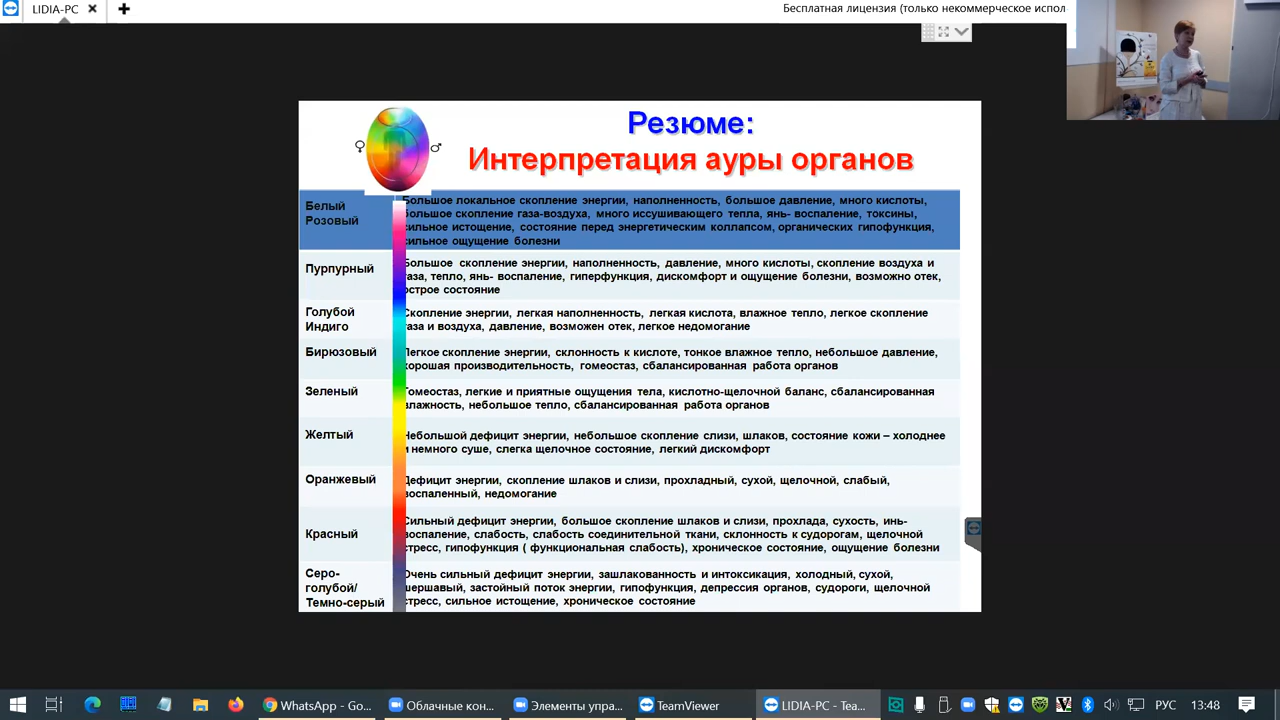 LIDIA-PC
Бесплатная лицензия (только некоммерческое испол
Резюме:
Интерпретация ауры органов
Белый
Розовый
Большое локальное скопление энергии, наполненность, большое давление, много кислоты,
большое скопление газа-воздуха, много иссушивающего тепла, янь- воспаление, токсины,
сильное истощение, состояние перед энергетическим коллапсом, органических гипофункция,
сильное ощущение болезни
Пурпурный
Большое скопление энергии, наполненность, давление, много кислоты, скопление воздуха и
газа, тепло, янь- воспаление, гиперфункция, дискомфорт и ощущение болезни, возможно отек,
острое состояние
Голубой
Индиго
Скопление энергии, легкая наполненность, легкая кислота, влажное тепло, легкое скопление
газа и воздуха, давление, возможен отек, легкое недомогание
Бирюзовый
Легкое скопление энергии, склонность к кислоте, тонкое влажное тепло, небольшое давление,
хорошая производительность, гомеостаз, сбалансированная работа органов
Зеленый
Гомеостаз, легкие и приятные ощущения тела, кислотно-щелочной баланс, сбалансированная
влажность, небольшое тепло, сбалансированная работа органов
Желтый
Небольшой дефицит энергии, небольшое скопление слизи, шлаков, состояние кожи – холоднее
и немного суше, слегка щелочное состояние, легкий дискомфорт
Оранжевый
Дефицит энергии, скопление шлаков и слизи, прохладный, сухой, щелочной, слабый,
воспаленный, недомогание
Красный
Сильный дефицит энергии, большое скопление шлаков и слизи, прохлада, сухость, инь-
воспаление, слабость, слабость соединительной ткани, склонность к судорогам, щелочной
стресс, гипофункция ( функциональная слабость), хроническое состояние, ощущение болезни
Серо-
голубой/
Темно-серый
Очень сильный дефицит энергии, зашлакованность и интоксикация, холодный, сухой,
шершавый, застойный поток энергии, гипофункция, депрессия органов, судороги, щелочной
стресс, сильное истощение, хроническое состояние
WhatsApp - Go...
Облачные кон...
Элементы упра...
TeamViewer
LIDIA-PC - Tea...
РУС
13:48